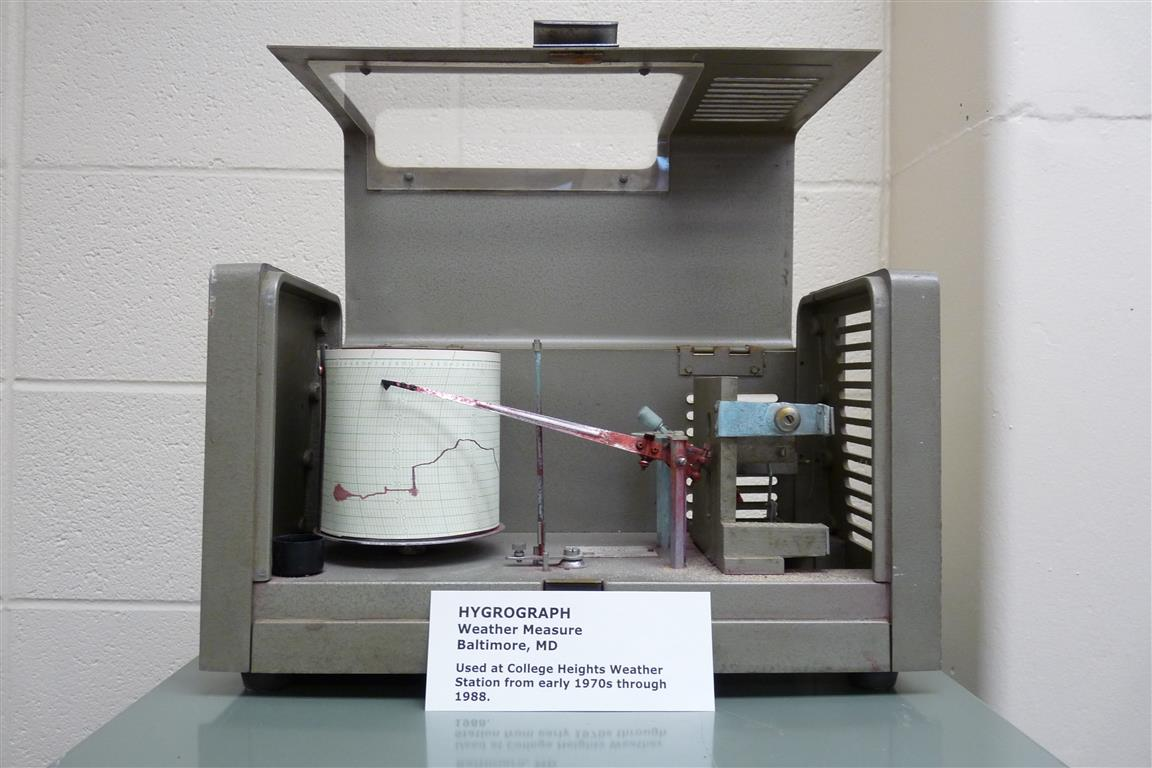 HYGROGRAPH
Weather Measure
Baltimore, MD
Used at College Heights Weather
Station from early 1970s through
1988.